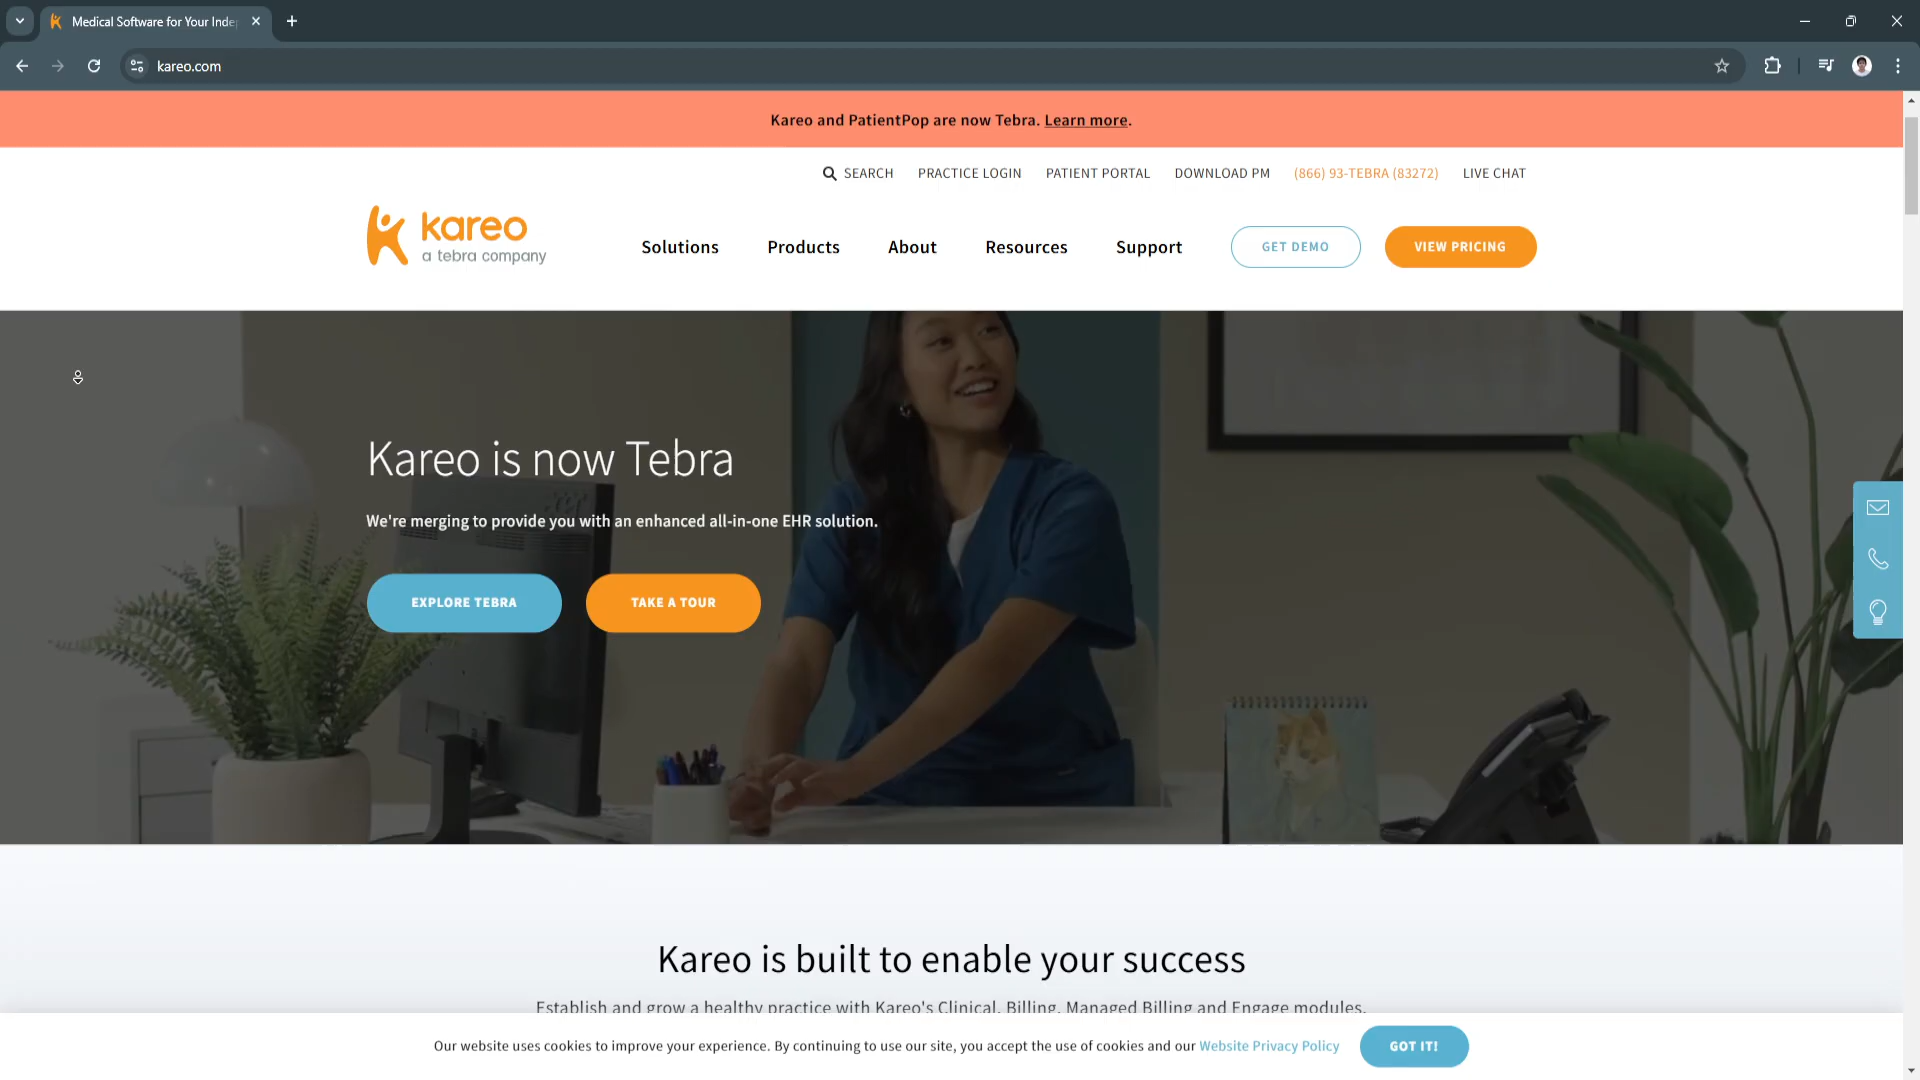 Medical Software for Your Inde
kareo.com
Kareo and PatientPop are now Tebra. Learn more.
SEARCH PRACTICE LOGIN PATIENT PORTAL DOWNLOAD PM (866) 93-TEBRA (83272) LIVE CHAT
kareo
a tebra company
Solutions Products About Resources Support GET DEMO VIEW PRICING
Kareo is now Tebra
We're merging to provide you with an enhanced all-in-one EHR solution.
EXPLORE TEBRA TAKE A TOUR
Kareo is built to enable your success
Establish and grow a healthy practice with Kareo's Clinical, Billing, Managed Billing and Engage modules.
Our website uses cookies to improve your experience. By continuing to use our site, you accept the use of cookies and our Website Privacy Policy GOT IT!